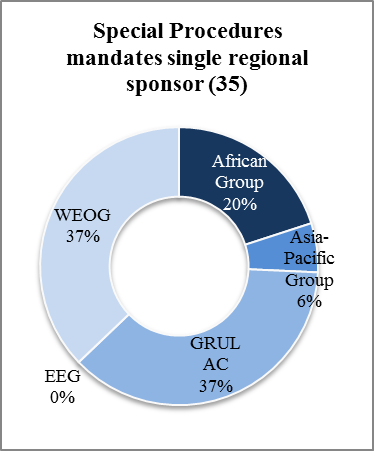 Special Procedures
mandates single regional
sponsor (35)
African
Group
20%
Asia-
Pacific
Group
6%
GRUL
AC
37%
EEG
0%
WEOG
37%